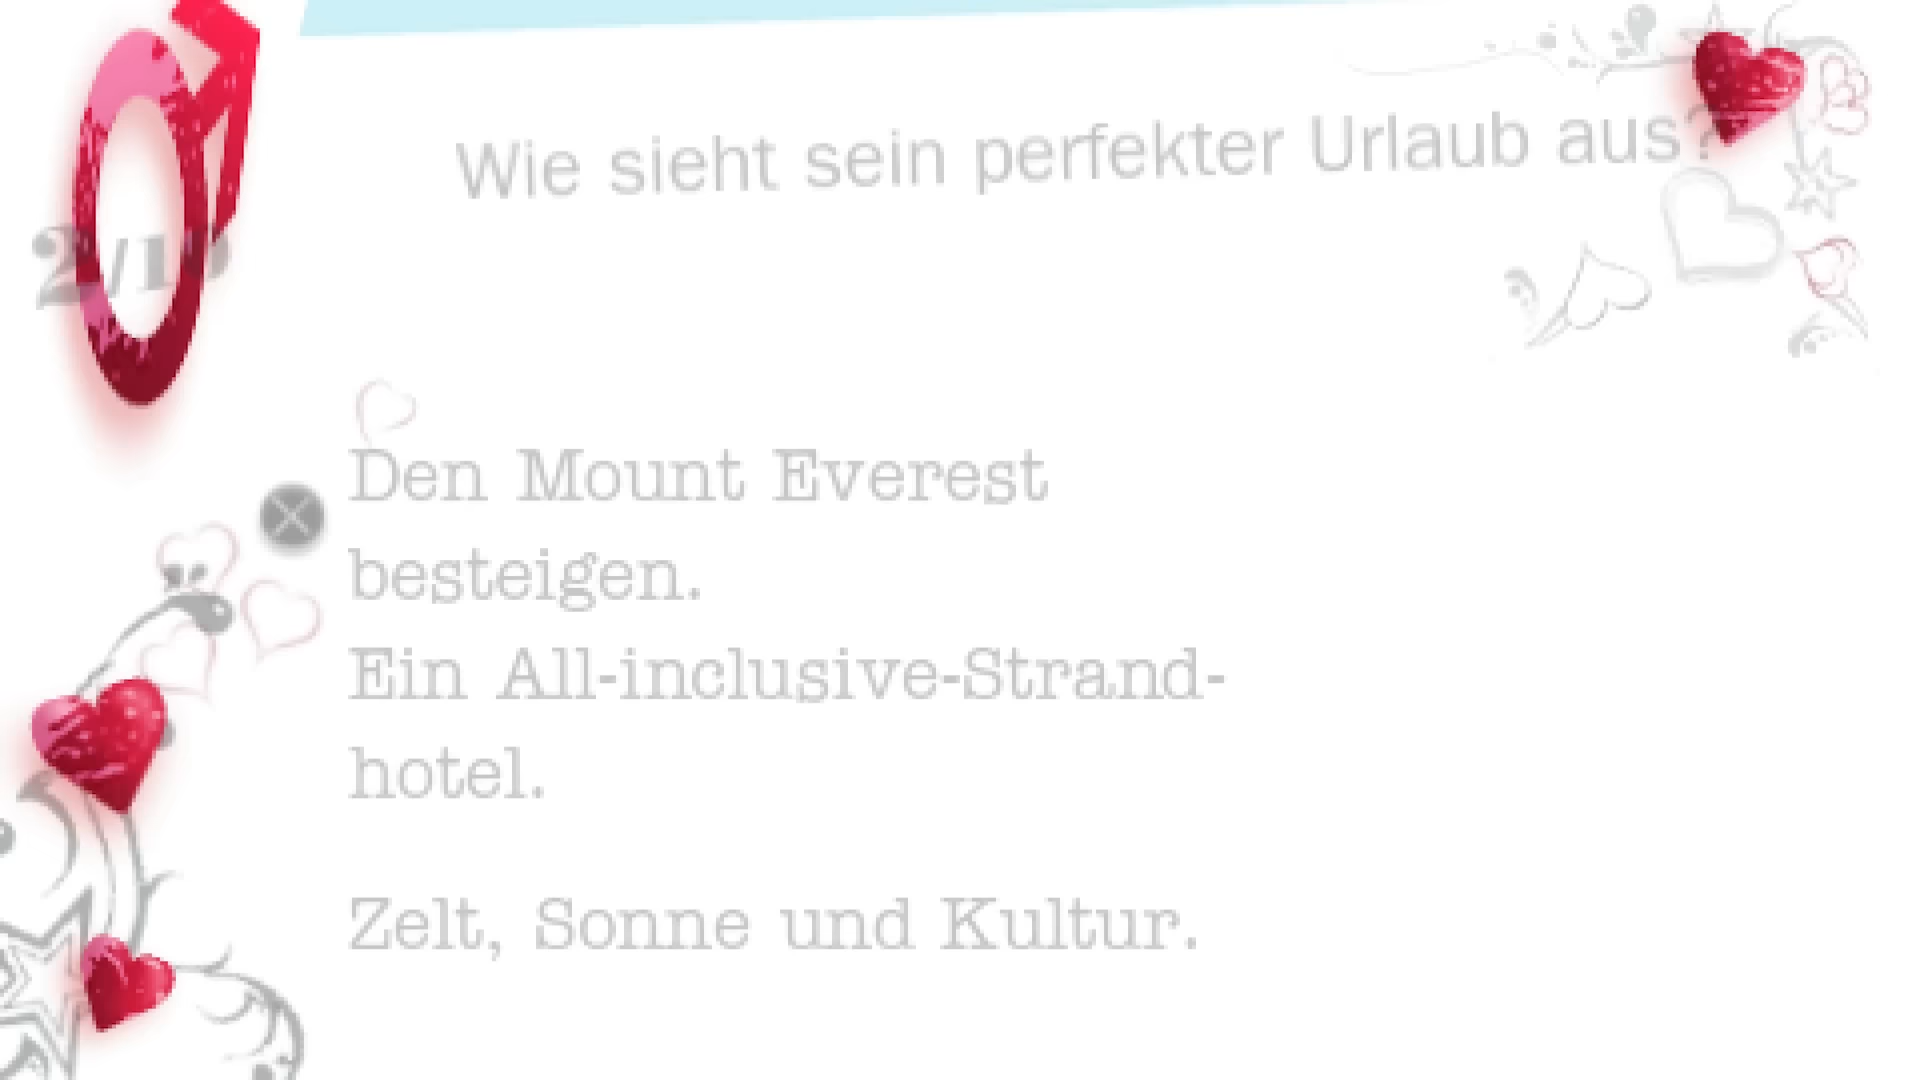 Wie sieht sein perfekter Urlaub aus?
Den Mount Everest
besteigen.
Ein All-inclusive-Strand-
hotel.
Zelt, Sonne und Kultur.